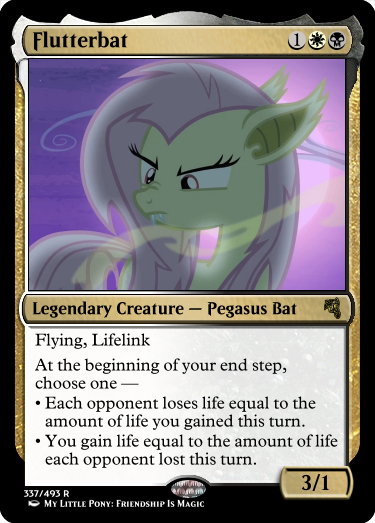 Flutterbat 1
Legendary Creature — Pegasus Bat
Flying, Lifelink
At the beginning of your end step,
choose one —
• Each opponent loses life equal to the
amount of life you gained this turn.
• You gain life equal to the amount of life
each opponent lost this turn.
3/1
337/493 R
My Little Pony: Friendship Is Magic